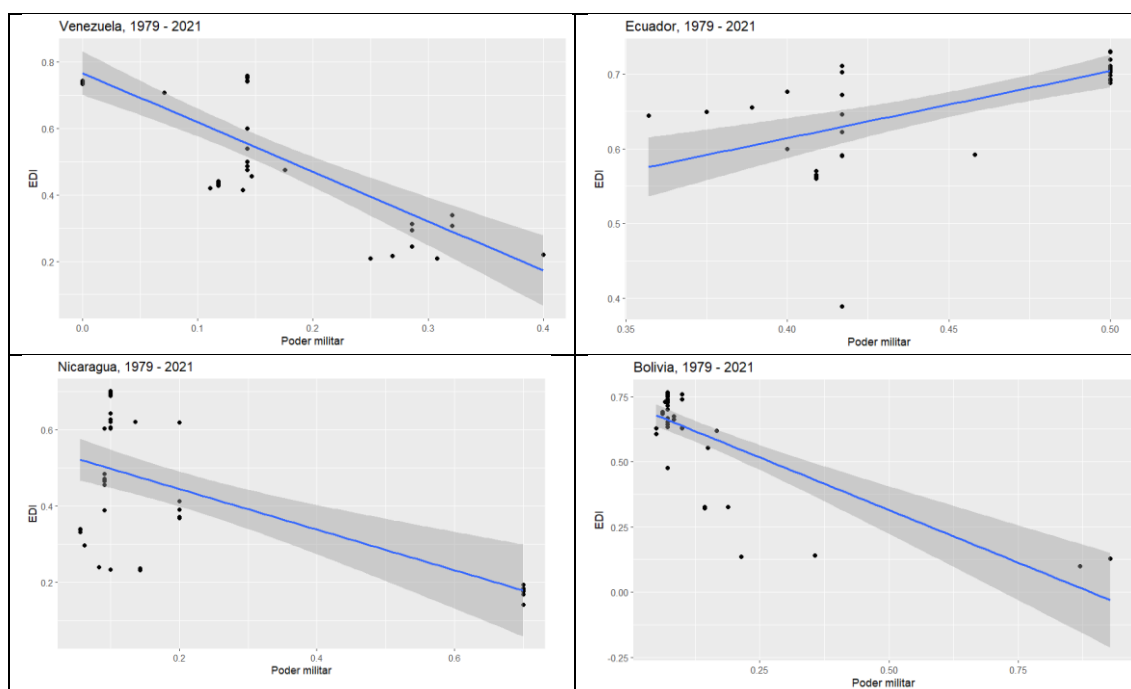 Venezuela, 1979 - 2021
0.8
0.6
0.4
0.2
EDI
0.0
0.1
0.2
0.3
0.4
Poder militar
Ecuador, 1979 - 2021
0.7
0.6
0.5
0.4
EDI
0.35
0.40
0.45
0.50
Poder militar
Nicaragua, 1979 - 2021
0.6
0.4
0.2
EDI
0.2
0.4
0.6
Poder militar
Bolivia, 1979 - 2021
0.75
0.50
0.25
0.00
-0.25
EDI
0.25
0.50
0.75
Poder militar